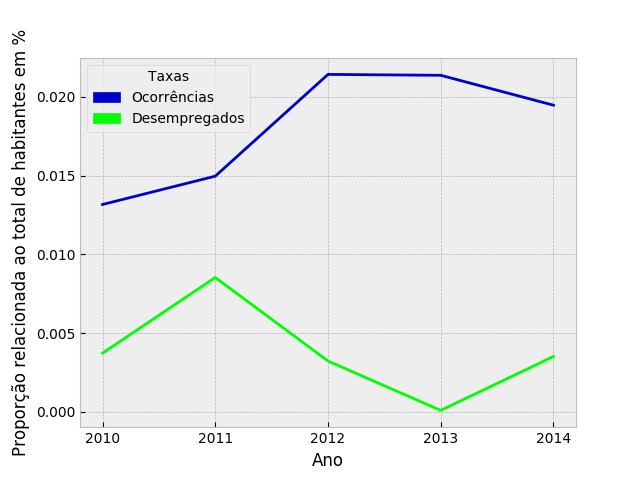 Proporção relacionada ao total de habitantes em %
Taxas
Ocorrências
Desempregados
0.020
0.015
0.010
0.005
0.000
2010 2011 2012 2013 2014
Ano